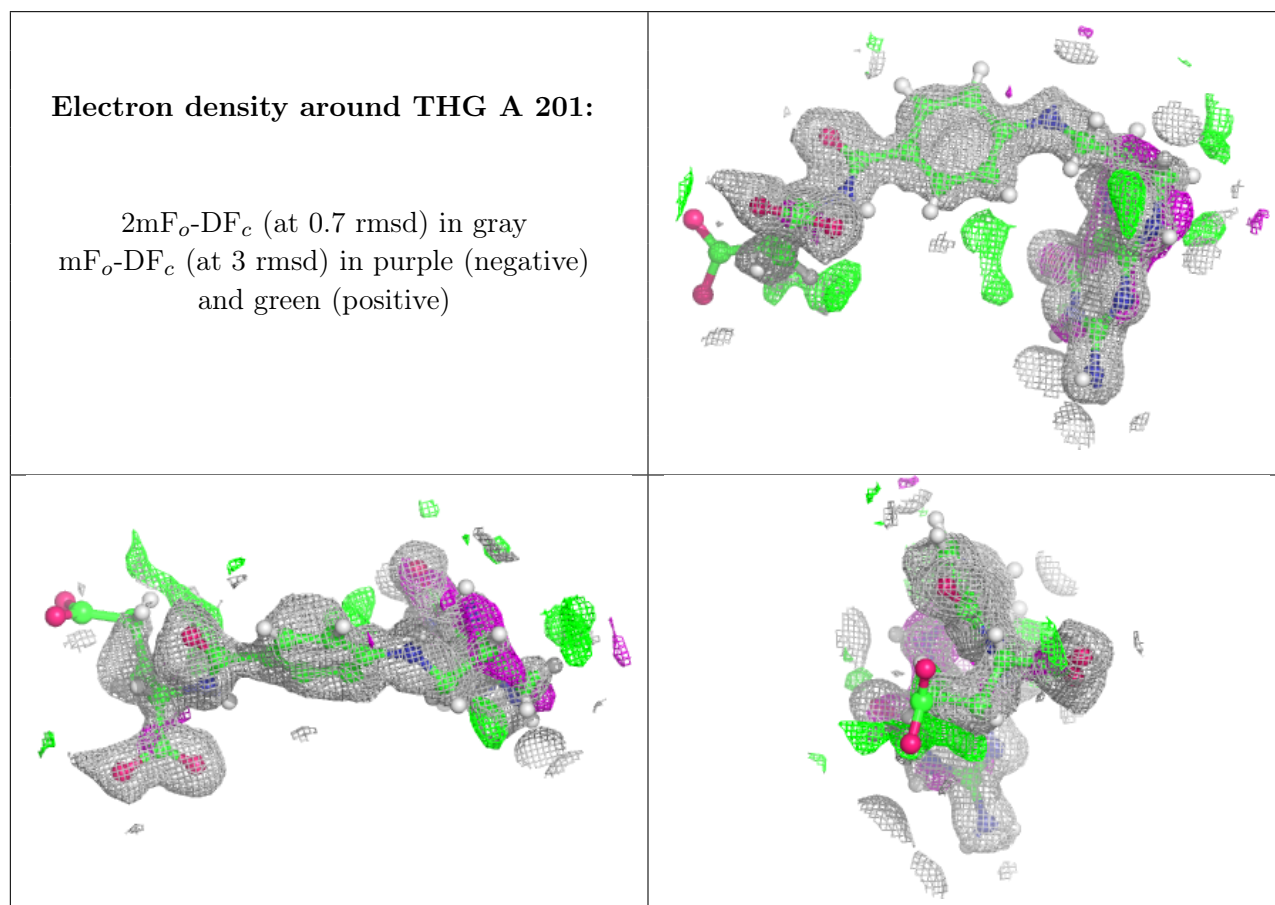 Electron density around THG A 201:
2mFo-DFc (at 0.7 rmsd) in gray
mFo-DFc (at 3 rmsd) in purple (negative)
and green (positive)